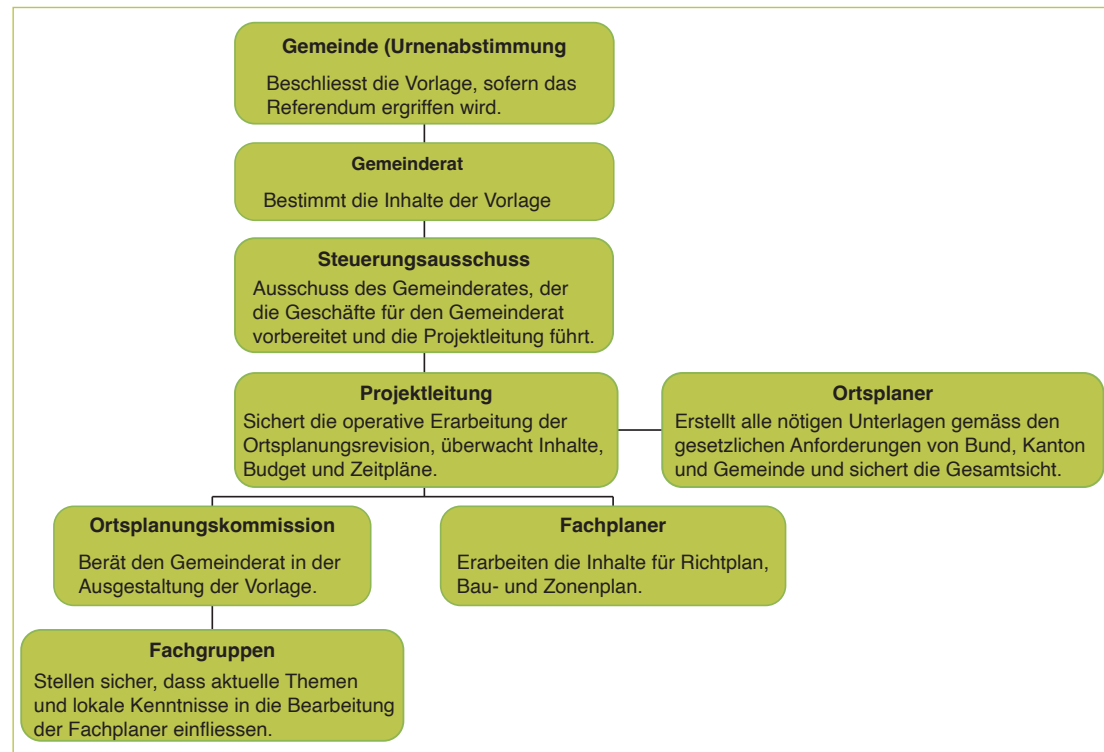 Gemeinde (Urnenabstimmung
Beschliesst die Vorlage, sofern das
Referendum ergriffen wird.
Gemeinderat
Bestimmt die Inhalte der Vorlage
Steuerungsausschuss
Ausschuss des Gemeinderates, der
die Geschäfte für den Gemeinderat
vorbereitet und die Projektleitung führt.
Projektleitung
Sichert die operative Erarbeitung der
Ortsplanungsrevision, überwacht Inhalte,
Budget und Zeitpläne.
Ortsplaner
Erstellt alle nötigen Unterlagen gemäss den
gesetzlichen Anforderungen von Bund, Kanton
und Gemeinde und sichert die Gesamtsicht.
Ortsplanungskommission
Berät den Gemeinderat in der
Ausgestaltung der Vorlage.
Fachplaner
Erarbeiten die Inhalte für Richtplan,
Bau- und Zonenplan.
Fachgruppen
Stellen sicher, dass aktuelle Themen
und lokale Kenntnisse in die Bearbeitung
der Fachplaner einfliessen.